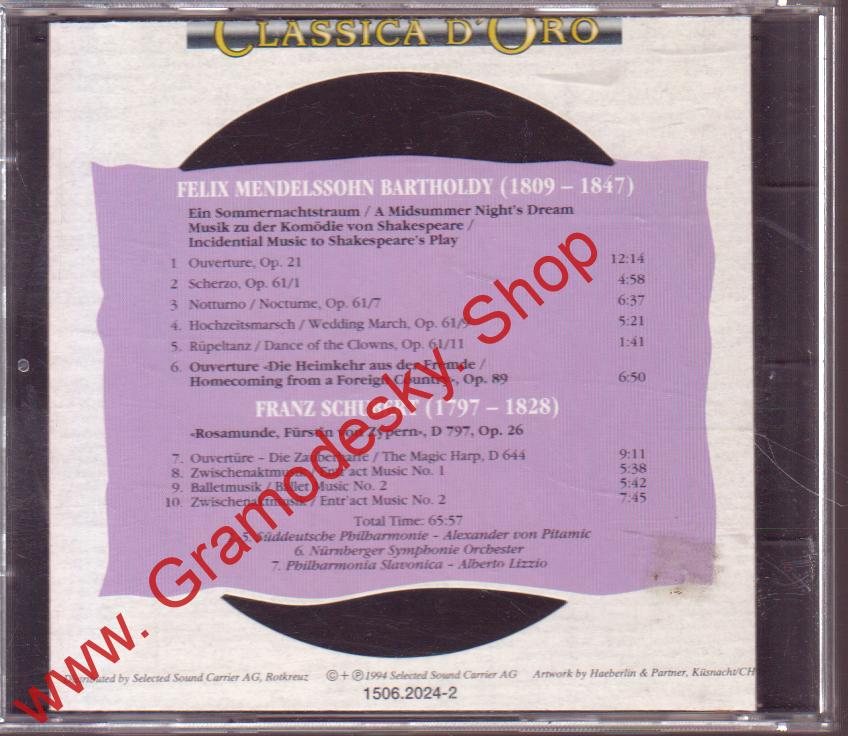 CLASSICA D'ORO
FELIX MENDELSSOHN BARTHOLDY (1809 – 1847)
Ein Sommernachtstraum / A Midsummer Night's Dream
Musik zu der Komödie von Shakespeare /
Incidential Music to Shakespeare's Play
1 Ouverture, Op. 21 12:14
2 Scherzo, Op. 61/1 4:58
3 Notturno / Nocturne, Op. 61/7 6:37
4. Hochzeitsmarsch / Wedding March, Op. 61/9 5:21
5. Rüpeltanz / Dance of the Clowns, Op. 61/11 1:41
6. Ouverture «Die Heimkehr aus der Fremde /
Homecoming from a Foreign Country», Op. 89 6:50
FRANZ SCHUBERT (1797 – 1828)
«Rosamunde, Fürstin von Zypern», D 797, Op. 26
7. Ouvertüre – Die Zauberharfe / The Magic Harp, D 644 9:11
8. Zwischenaktmusik / Entr'act Music No. 1 5:38
9. Balletmusik / Ballet Music No. 2 5:42
10. Zwischenaktmusik / Entr'act Music No. 2 7:45
Total Time: 65:57
5. Süddeutsche Philharmonie – Alexander von Pitamic
6. Nürnberger Symphonie Orchester
7. Philharmonia Slavonica – Alberto Lizzio
Distributed by Selected Sound Carrier AG, Rotkreuz ©+℗1994 Selected Sound Carrier AG Artwork by Haeberlin & Partner, Küsnacht/CH
1506.2024-2
www. Gramodesky. Shop